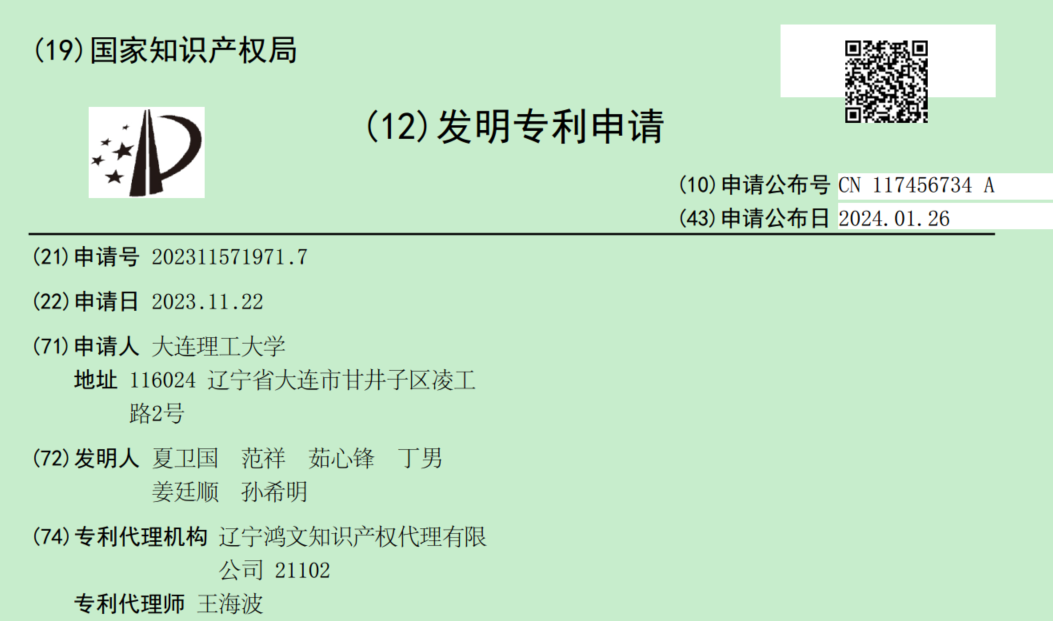 (19)国家知识产权局
(12)发明专利申请
(10)申请公布号 CN 117456734 A
(43)申请公布日 2024.01.26
(21)申请号 202311571971.7
(22)申请日 2023.11.22
(71)申请人 大连理工大学
地址 116024 辽宁省大连市甘井子区凌工
路2号
(72)发明人 夏卫国 范祥 茹心锋 丁男
姜廷顺 孙希明
(74)专利代理机构 辽宁鸿文知识产权代理有限
公司 21102
专利代理师 王海波